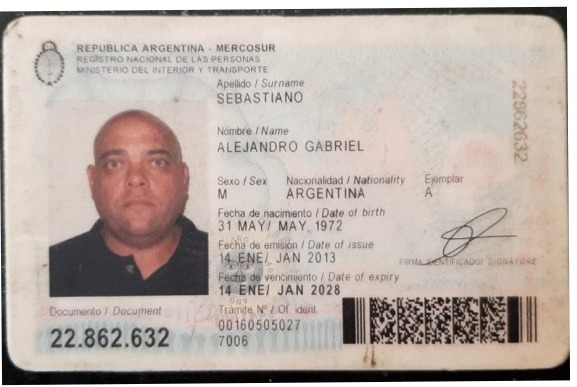 REPUBLICA ARGENTINA - MERCOSUR
REGISTRO NACIONAL DE LAS PERSONAS
MINISTERIO DEL INTERIOR Y TRANSPORTE
Apellido / Surname
SEBASTIANO
Nombre / Name
ALEJANDRO GABRIEL
Sexo / Sex Nacionalidad / Nationality Ejemplar
M ARGENTINA A
Fecha de nacimiento / Date of birth
31 MAY/ MAY, 1972
Fecha de emisión / Date of issue
14 ENE/ JAN 2013
FIRMA IDENTIFICADO/ SIGNATURE
Fecha de vencimiento / Date of expiry
14 ENE/ JAN 2028
Documento / Document
22.862.632
Trámite Nº / Of. ident.
00160505027
7006
22862632